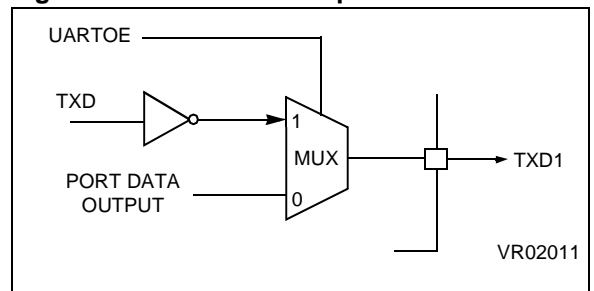 UARTOE
TXD
1
MUX
TXD1
PORT DATA
OUTPUT
0
VR02011